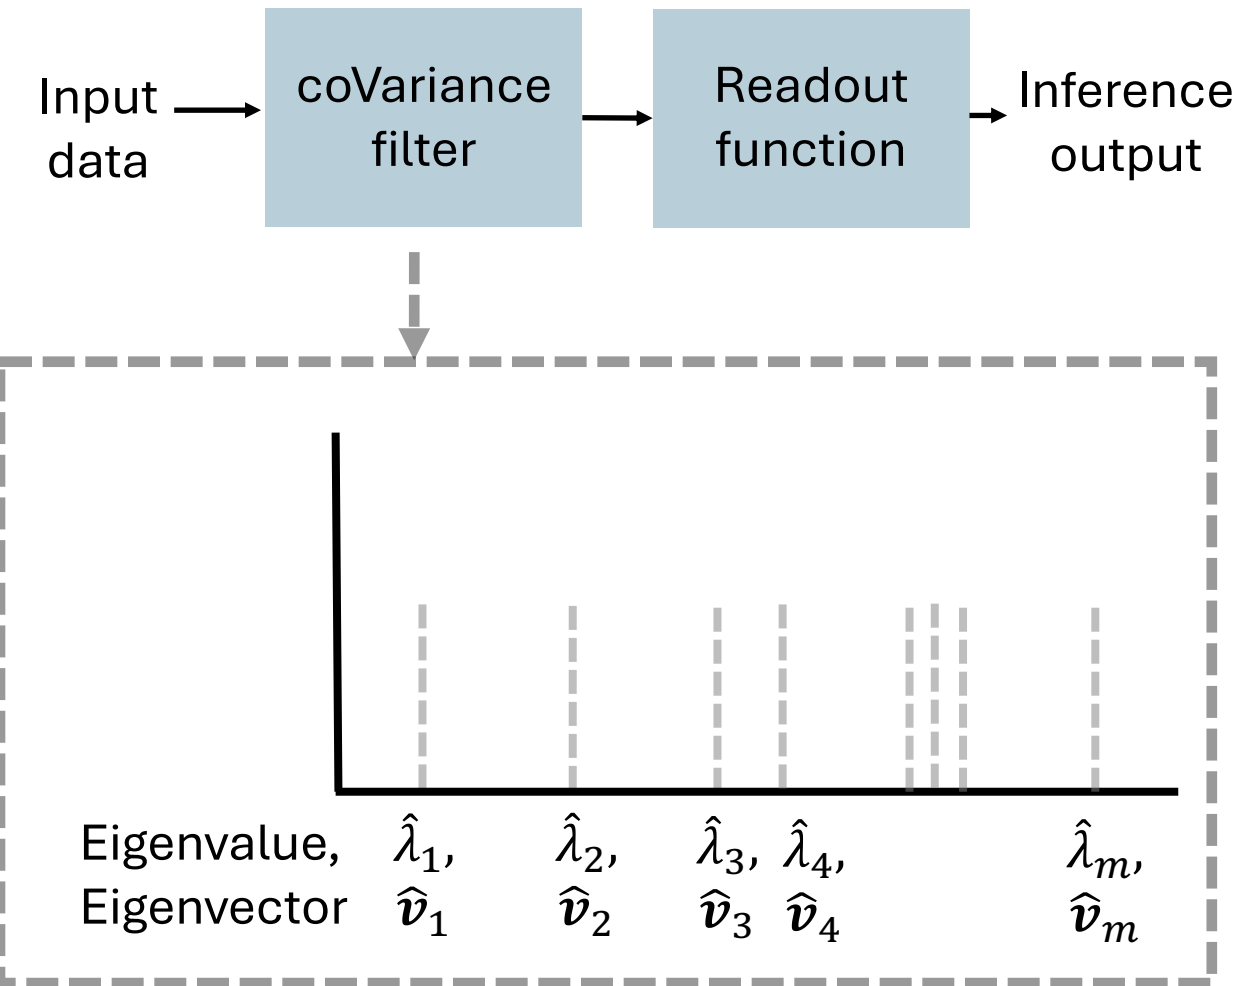 Input
data
coVariance
filter
Readout
function
Inference
output
Eigenvalue, λ̂₁, λ̂₂, λ̂₃, λ̂₄, λ̂ₘ,
Eigenvector v̂₁ v̂₂ v̂₃ v̂₄ v̂ₘ